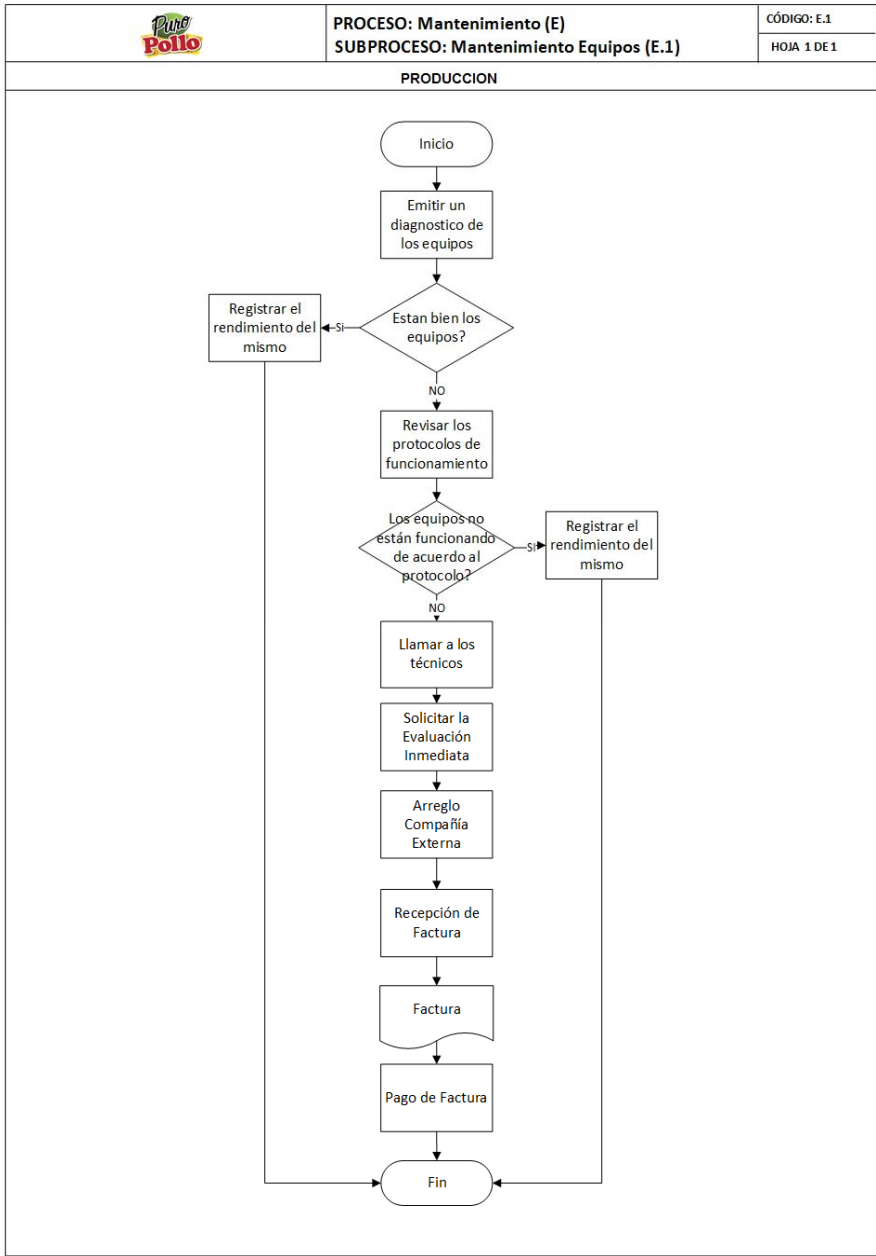 Puro
Pollo
PROCESO: Mantenimiento (E)
SUBPROCESO: Mantenimiento Equipos (E.1)
CÓDIGO: E.1
HOJA 1 DE 1
PRODUCCION
Inicio
Emitir un
diagnostico de
los equipos
Estan bien los
equipos?
Si
Registrar el
rendimiento del
mismo
NO
Revisar los
protocolos de
funcionamiento
Los equipos no
están funcionando
de acuerdo al
protocolo?
SI
Registrar el
rendimiento del
mismo
NO
Llamar a los
técnicos
Solicitar la
Evaluación
Inmediata
Arreglo
Compañía
Externa
Recepción de
Factura
Factura
Pago de Factura
Fin